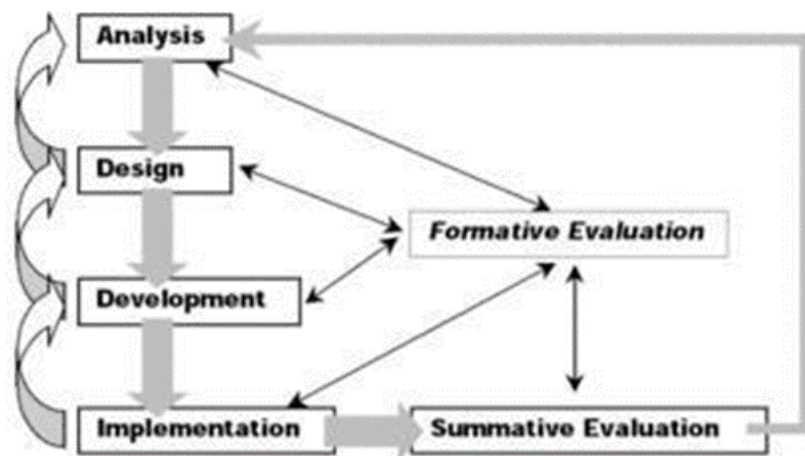 Analysis
Design
Formative Evaluation
Development
Implementation
Summative Evaluation